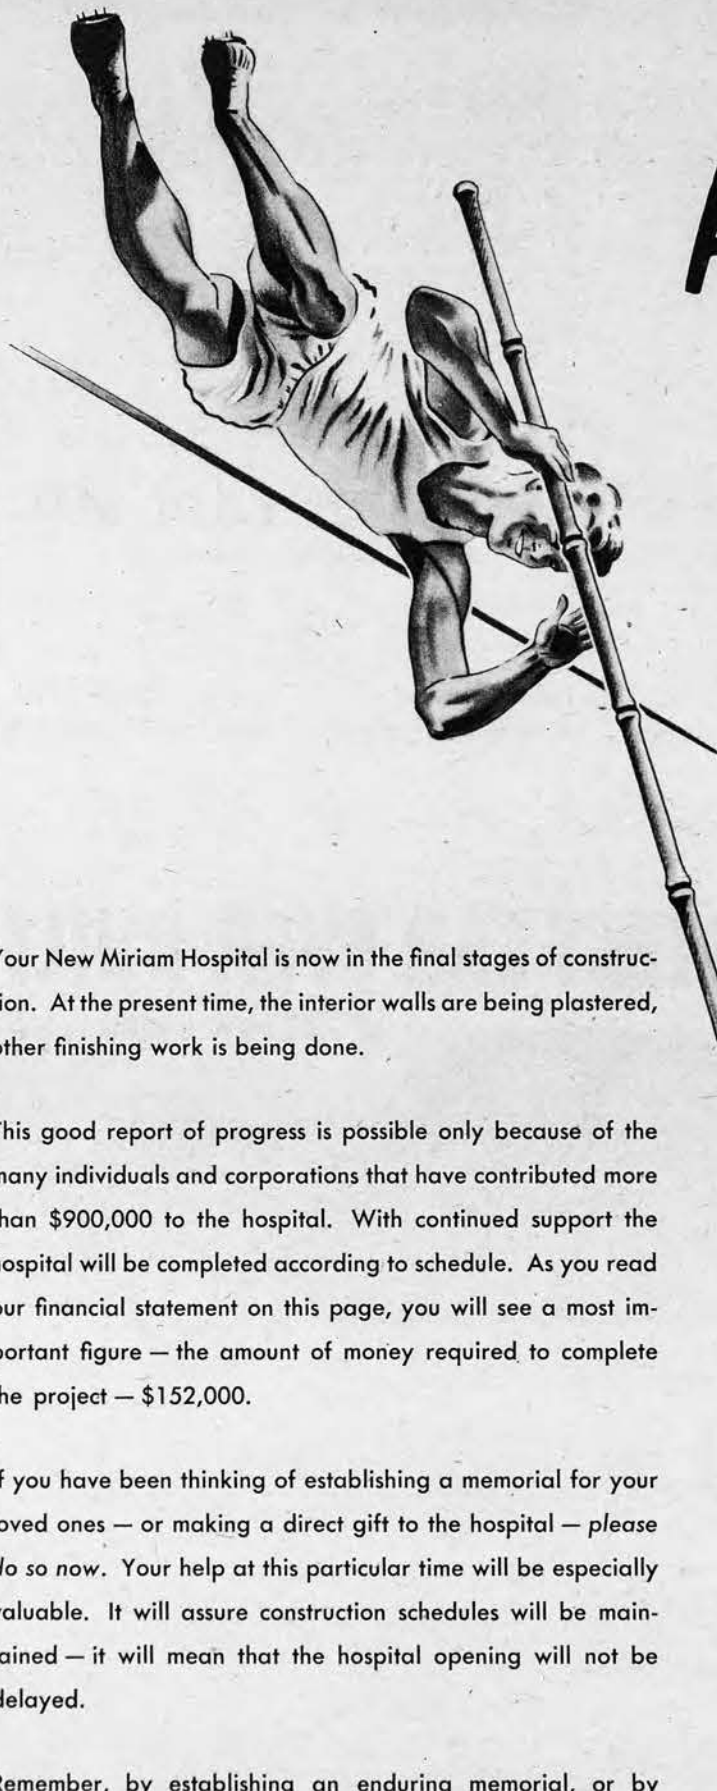 Your New Miriam Hospital is now in the final stages of construc-
tion. At the present time, the interior walls are being plastered,
other finishing work is being done.
This good report of progress is possible only because of the
many individuals and corporations that have contributed more
than $900,000 to the hospital. With continued support the
hospital will be completed according to schedule. As you read
our financial statement on this page, you will see a most im-
portant figure — the amount of money required to complete
the project — $152,000.
If you have been thinking of establishing a memorial for your
loved ones — or making a direct gift to the hospital — please
do so now. Your help at this particular time will be especially
valuable. It will assure construction schedules will be main-
tained — it will mean that the hospital opening will not be
delayed.
Remember, by establishing an enduring memorial, or by